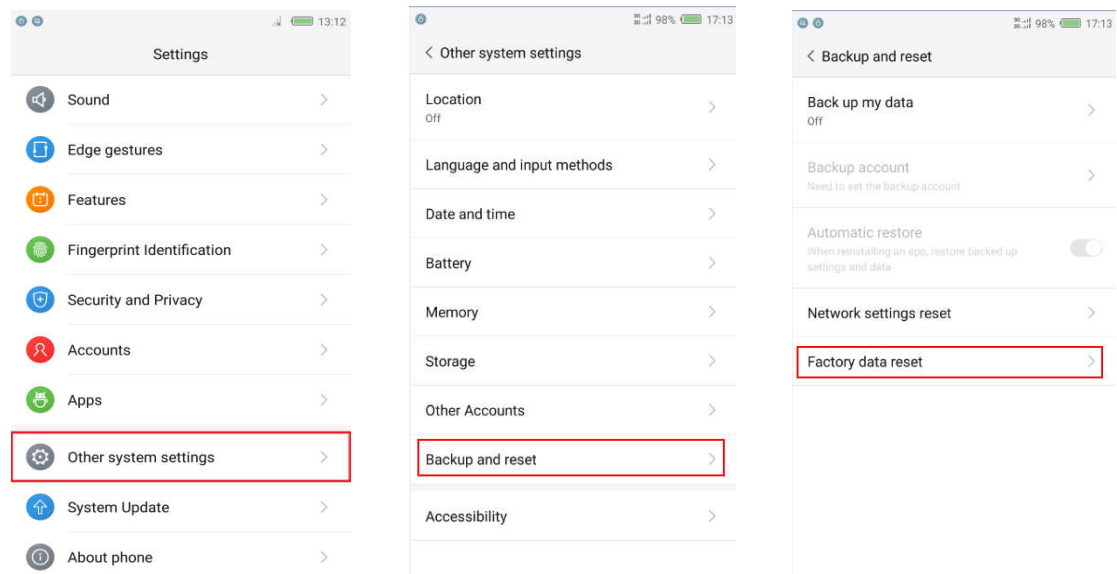 13:12
Settings
Sound
Edge gestures
Features
Fingerprint Identification
Security and Privacy
Accounts
Apps
Other system settings
System Update
About phone
98% 17:13
Other system settings
Location
Off
Language and input methods
Date and time
Battery
Memory
Storage
Other Accounts
Backup and reset
Accessibility
98% 17:13
Backup and reset
Back up my data
Off
Backup account
Need to set the backup account
Automatic restore
When reinstalling an app, restore backed up
settings and data
Network settings reset
Factory data reset